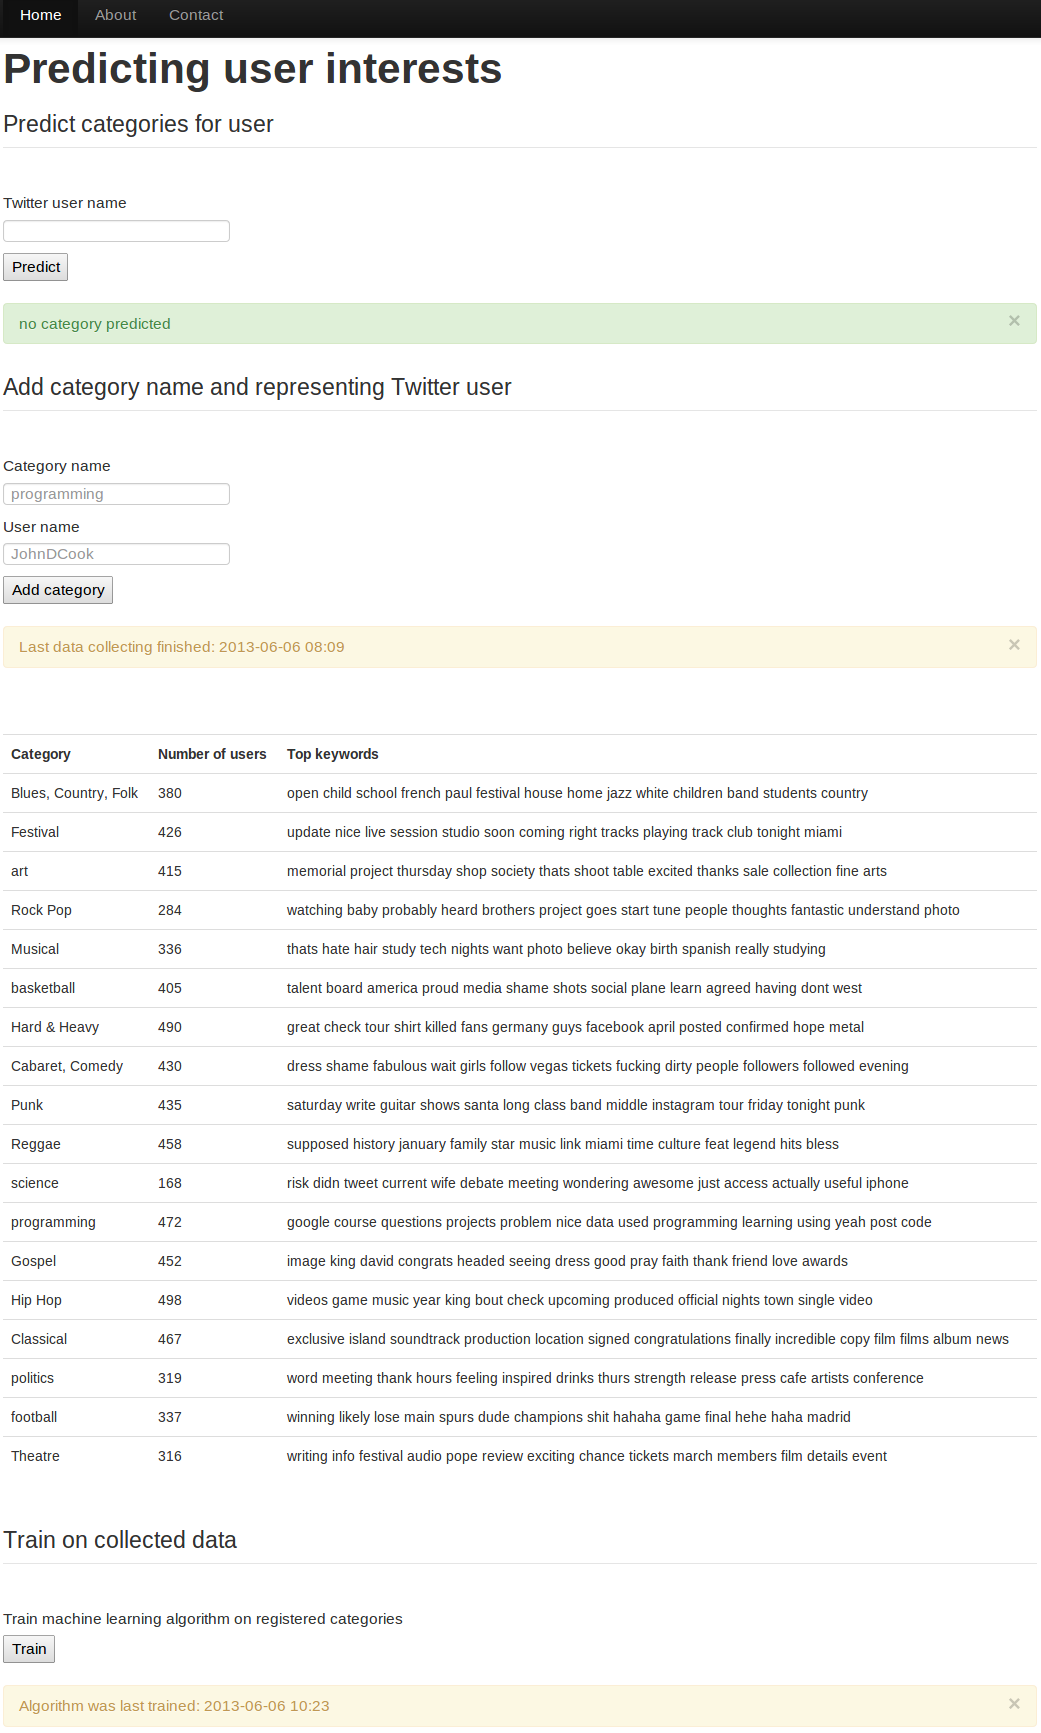 Home About Contact
Predicting user interests
Predict categories for user
Twitter user name
Predict
no category predicted ×
Add category name and representing Twitter user
Category name
programming
User name
JohnDCook
Add category
Last data collecting finished: 2013-06-06 08:09 ×
Category Number of users Top keywords
Blues, Country, Folk 380 open child school french paul festival house home jazz white children band students country
Festival 426 update nice live session studio soon coming right tracks playing track club tonight miami
art 415 memorial project thursday shop society thats shoot table excited thanks sale collection fine arts
Rock Pop 284 watching baby probably heard brothers project goes start tune people thoughts fantastic understand photo
Musical 336 thats hate hair study tech nights want photo believe okay birth spanish really studying
basketball 405 talent board america proud media shame shots social plane learn agreed having dont west
Hard & Heavy 490 great check tour shirt killed fans germany guys facebook april posted confirmed hope metal
Cabaret, Comedy 430 dress shame fabulous wait girls follow vegas tickets fucking dirty people followers followed evening
Punk 435 saturday write guitar shows santa long class band middle instagram tour friday tonight punk
Reggae 458 supposed history january family star music link miami time culture feat legend hits bless
science 168 risk didn tweet current wife debate meeting wondering awesome just access actually useful iphone
programming 472 google course questions projects problem nice data used programming learning using yeah post code
Gospel 452 image king david congrats headed seeing dress good pray faith thank friend love awards
Hip Hop 498 videos game music year king bout check upcoming produced official nights town single video
Classical 467 exclusive island soundtrack production location signed congratulations finally incredible copy film films album news
politics 319 word meeting thank hours feeling inspired drinks thurs strength release press cafe artists conference
football 337 winning likely lose main spurs dude champions shit hahaha game final hehe haha madrid
Theatre 316 writing info festival audio pope review exciting chance tickets march members film details event
Train on collected data
Train machine learning algorithm on registered categories
Train
Algorithm was last trained: 2013-06-06 10:23 ×